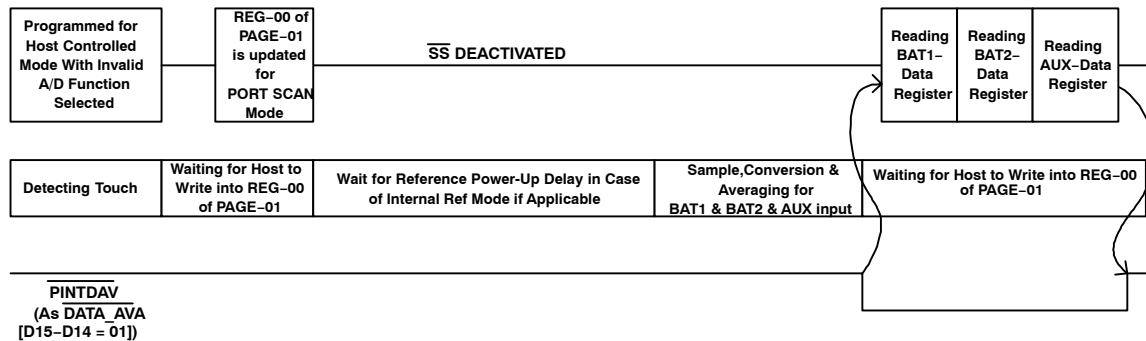 Programmed for
Host Controlled
Mode With Invalid
A/D Function
Selected
REG−00 of
PAGE−01
is updated
for
PORT SCAN
Mode
SS DEACTIVATED
Reading
BAT1−
Data
Register
Reading
BAT2−
Data
Register
Reading
AUX−Data
Register
Detecting Touch
Waiting for Host to
Write into REG−00
of PAGE−01
Wait for Reference Power−Up Delay in Case
of Internal Ref Mode if Applicable
Sample,Conversion &
Averaging for
BAT1 & BAT2 & AUX input
Waiting for Host to Write into REG−00
of PAGE−01
PINTDAV
(As DATA_AVA
[D15−D14 = 01])